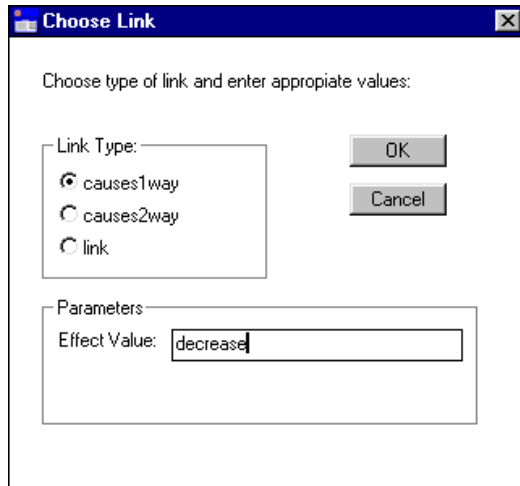 Choose Link
Choose type of link and enter appropiate values:
Link Type:
causes1way
causes2way
link
OK
Cancel
Parameters
Effect Value: decrease